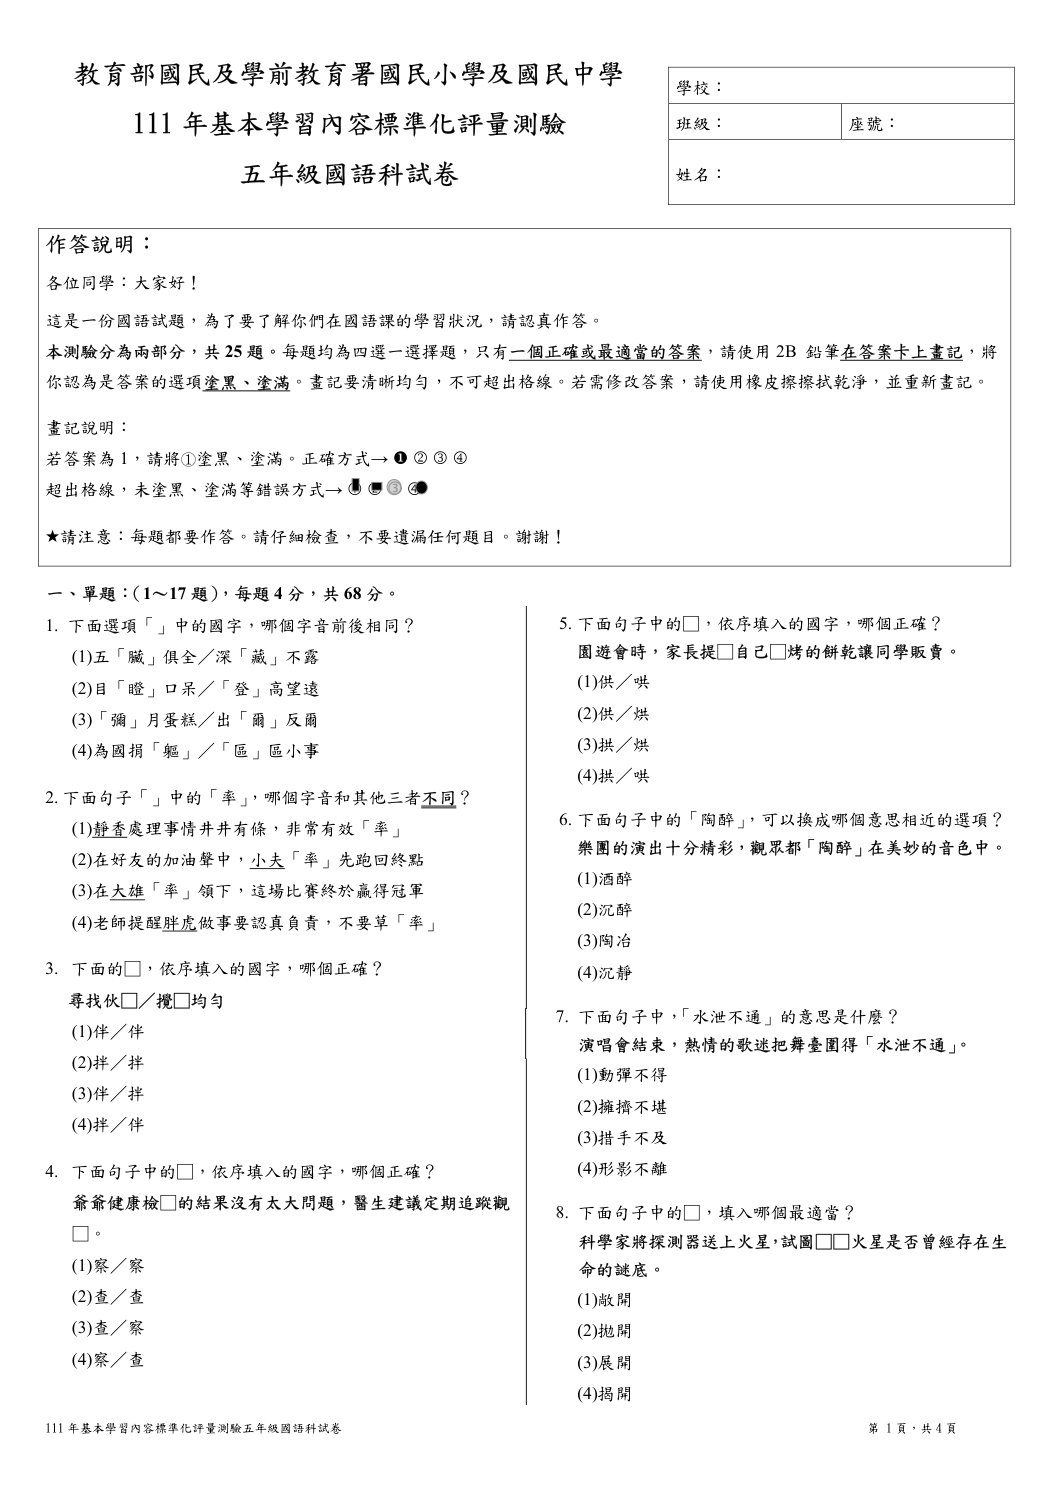 教育部國民及學前教育署國民小學及國民中學
111 年基本學習內容標準化評量測驗
五年級國語科試卷
學校：
班級：
座號：
姓名：
作答說明：
各位同學：大家好！
這是一份國語試題，為了要了解你們在國語課的學習狀況，請認真作答。
本測驗分為兩部分，共 25 題。每題均為四選一選擇題，只有一個正確或最適當的答案，請使用 2B 鉛筆在答案卡上畫記，將
你認為是答案的選項塗黑、塗滿。畫記要清晰均勻，不可超出格線。若需修改答案，請使用橡皮擦擦拭乾淨，並重新畫記。
畫記說明：
若答案為 1，請將①塗黑、塗滿。正確方式→ ❶ ② ③ ④
超出格線，未塗黑、塗滿等錯誤方式→ ③ ④
★請注意：每題都要作答。請仔細檢查，不要遺漏任何題目。謝謝！
一、單題：（1～17 題），每題 4 分，共 68 分。
1. 下面選項「 」中的國字，哪個字音前後相同？
(1)五「臟」俱全／深「藏」不露
(2)目「瞪」口呆／「登」高望遠
(3)「彌」月蛋糕／出「爾」反爾
(4)為國捐「軀」／「區」區小事
2. 下面句子「 」中的「率」，哪個字音和其他三者不同？
(1)靜香處理事情井井有條，非常有效「率」
(2)在好友的加油聲中，小夫「率」先跑回終點
(3)在大雄「率」領下，這場比賽終於贏得冠軍
(4)老師提醒胖虎做事要認真負責，不要草「率」
3. 下面的□，依序填入的國字，哪個正確？
尋找伙□／攪□均勻
(1)伴／伴
(2)拌／拌
(3)伴／拌
(4)拌／伴
4. 下面句子中的□，依序填入的國字，哪個正確？
爺爺健康檢□的結果沒有太大問題，醫生建議定期追蹤觀
□。
(1)察／察
(2)查／查
(3)查／察
(4)察／查
5. 下面句子中的□，依序填入的國字，哪個正確？
園遊會時，家長提□自己□烤的餅乾讓同學販賣。
(1)供／哄
(2)供／烘
(3)拱／烘
(4)拱／哄
6. 下面句子中的「陶醉」，可以換成哪個意思相近的選項？
樂團的演出十分精彩，觀眾都「陶醉」在美妙的音色中。
(1)酒醉
(2)沉醉
(3)陶冶
(4)沉靜
7. 下面句子中，「水泄不通」的意思是什麼？
演唱會結束，熱情的歌迷把舞臺圍得「水泄不通」。
(1)動彈不得
(2)擁擠不堪
(3)措手不及
(4)形影不離
8. 下面句子中的□，填入哪個最適當？
科學家將探測器送上火星，試圖□□火星是否曾經存在生
命的謎底。
(1)敞開
(2)拋開
(3)展開
(4)揭開
111 年基本學習內容標準化評量測驗五年級國語科試卷
第 1 頁，共 4 頁